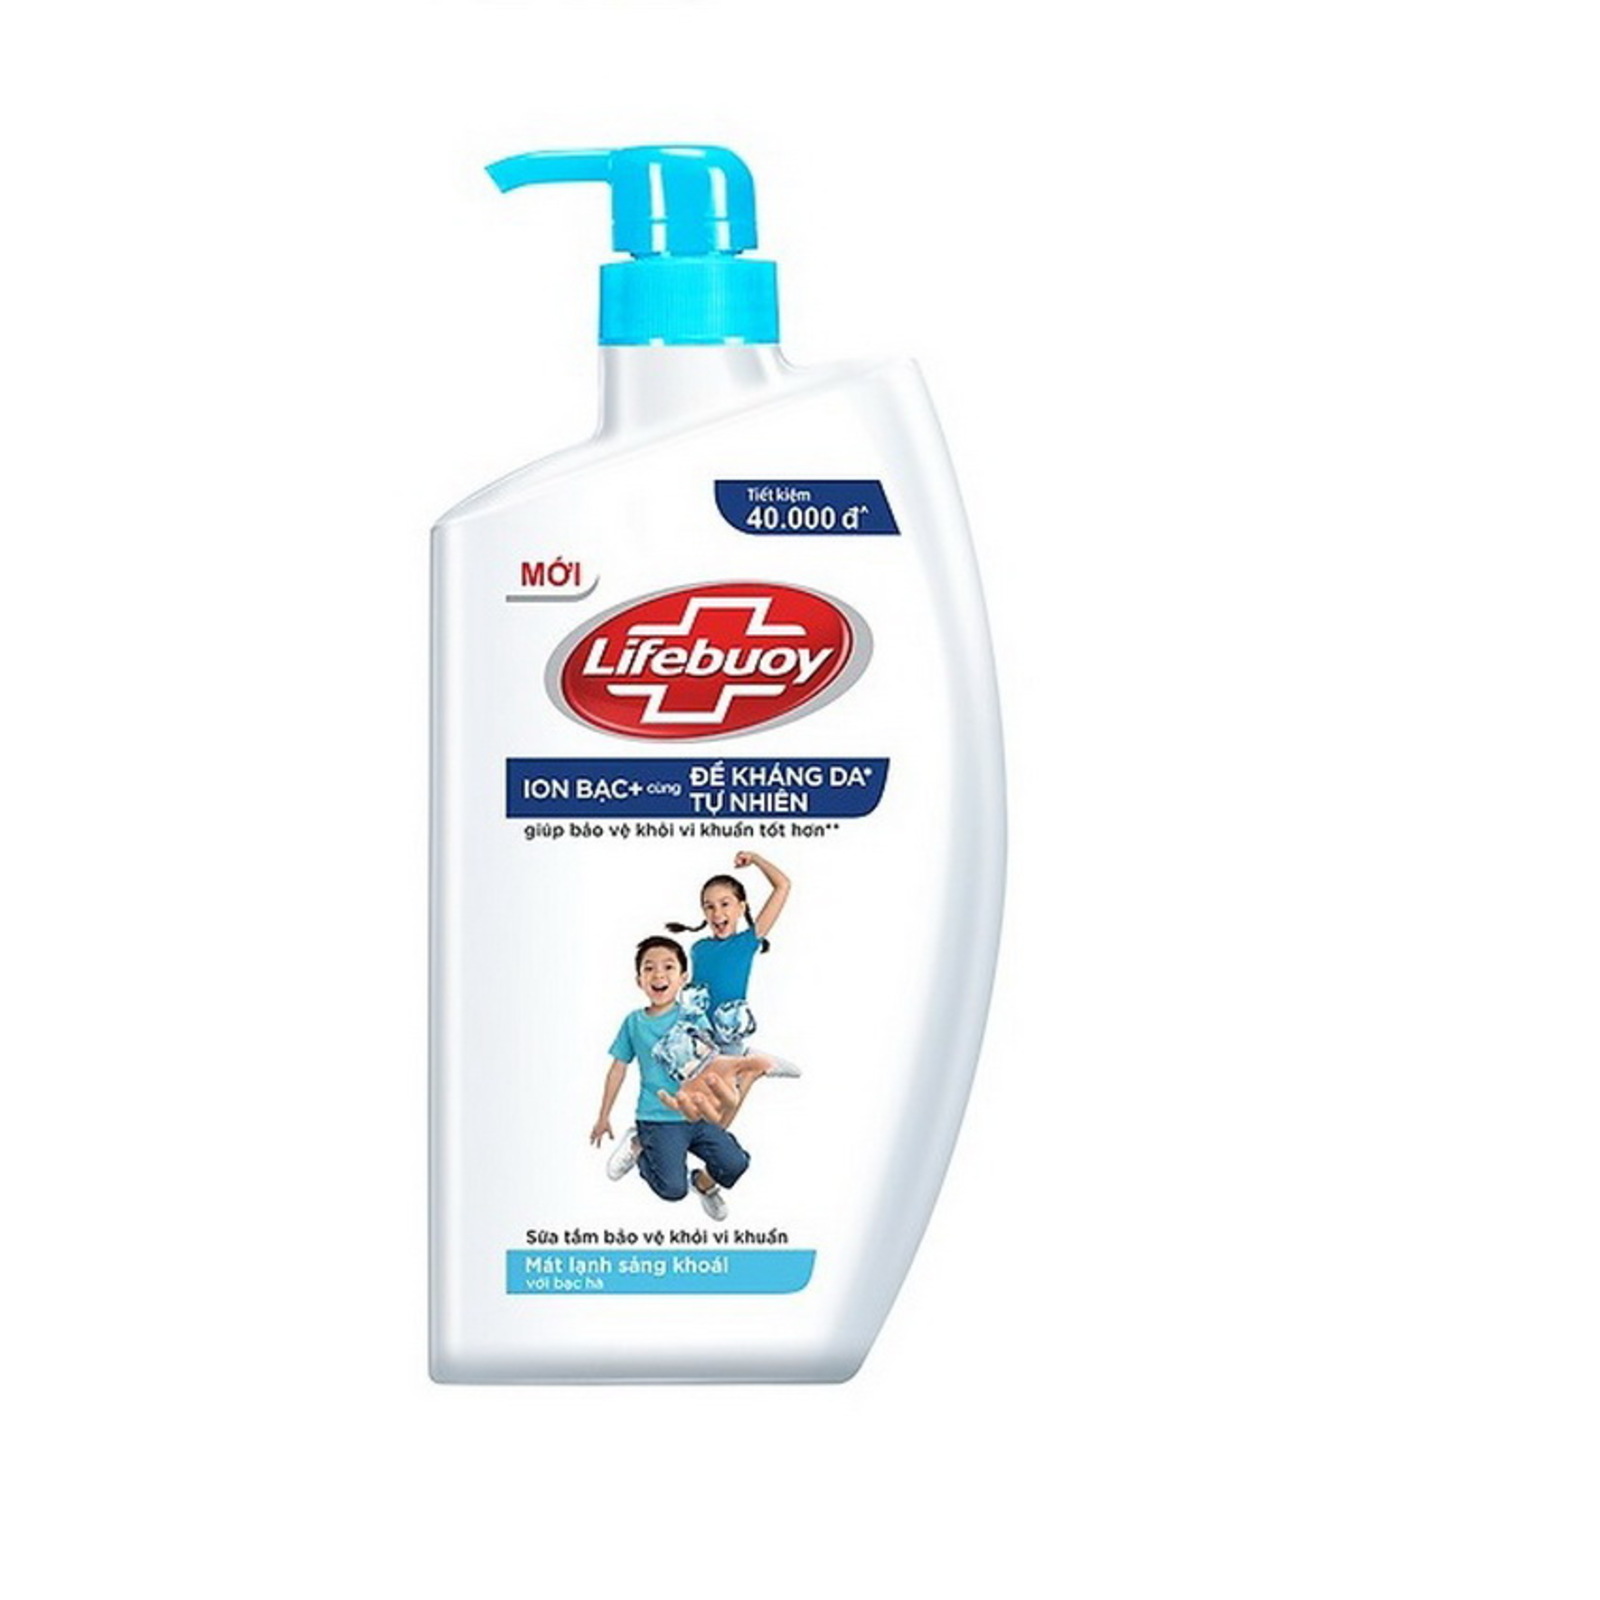 Tiết kiệm
40.000 đ^
MỚI
Lifebuoy
ION BẠC+ cùng ĐỀ KHÁNG DA*
TỰ NHIÊN
giúp bảo vệ khỏi vi khuẩn tốt hơn**
Sữa tắm bảo vệ khỏi vi khuẩn
Mát lạnh sảng khoái
với bạc hà